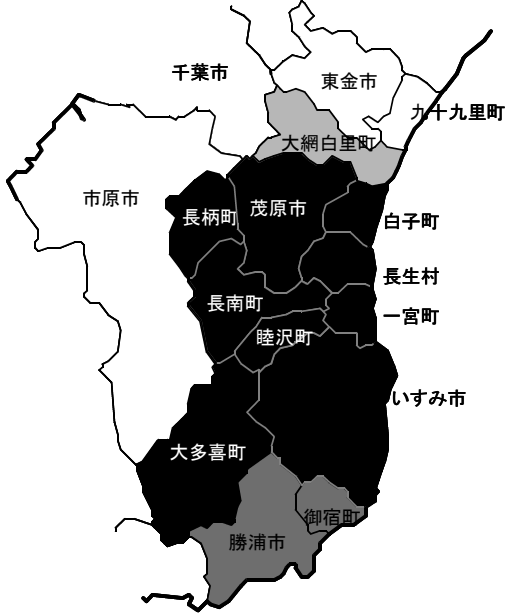 千葉市
東金市
九十九里町
大網白里町
市原市
長柄町
茂原市
白子町
長生村
長南町
一宮町
睦沢町
いすみ市
大多喜町
御宿町
勝浦市